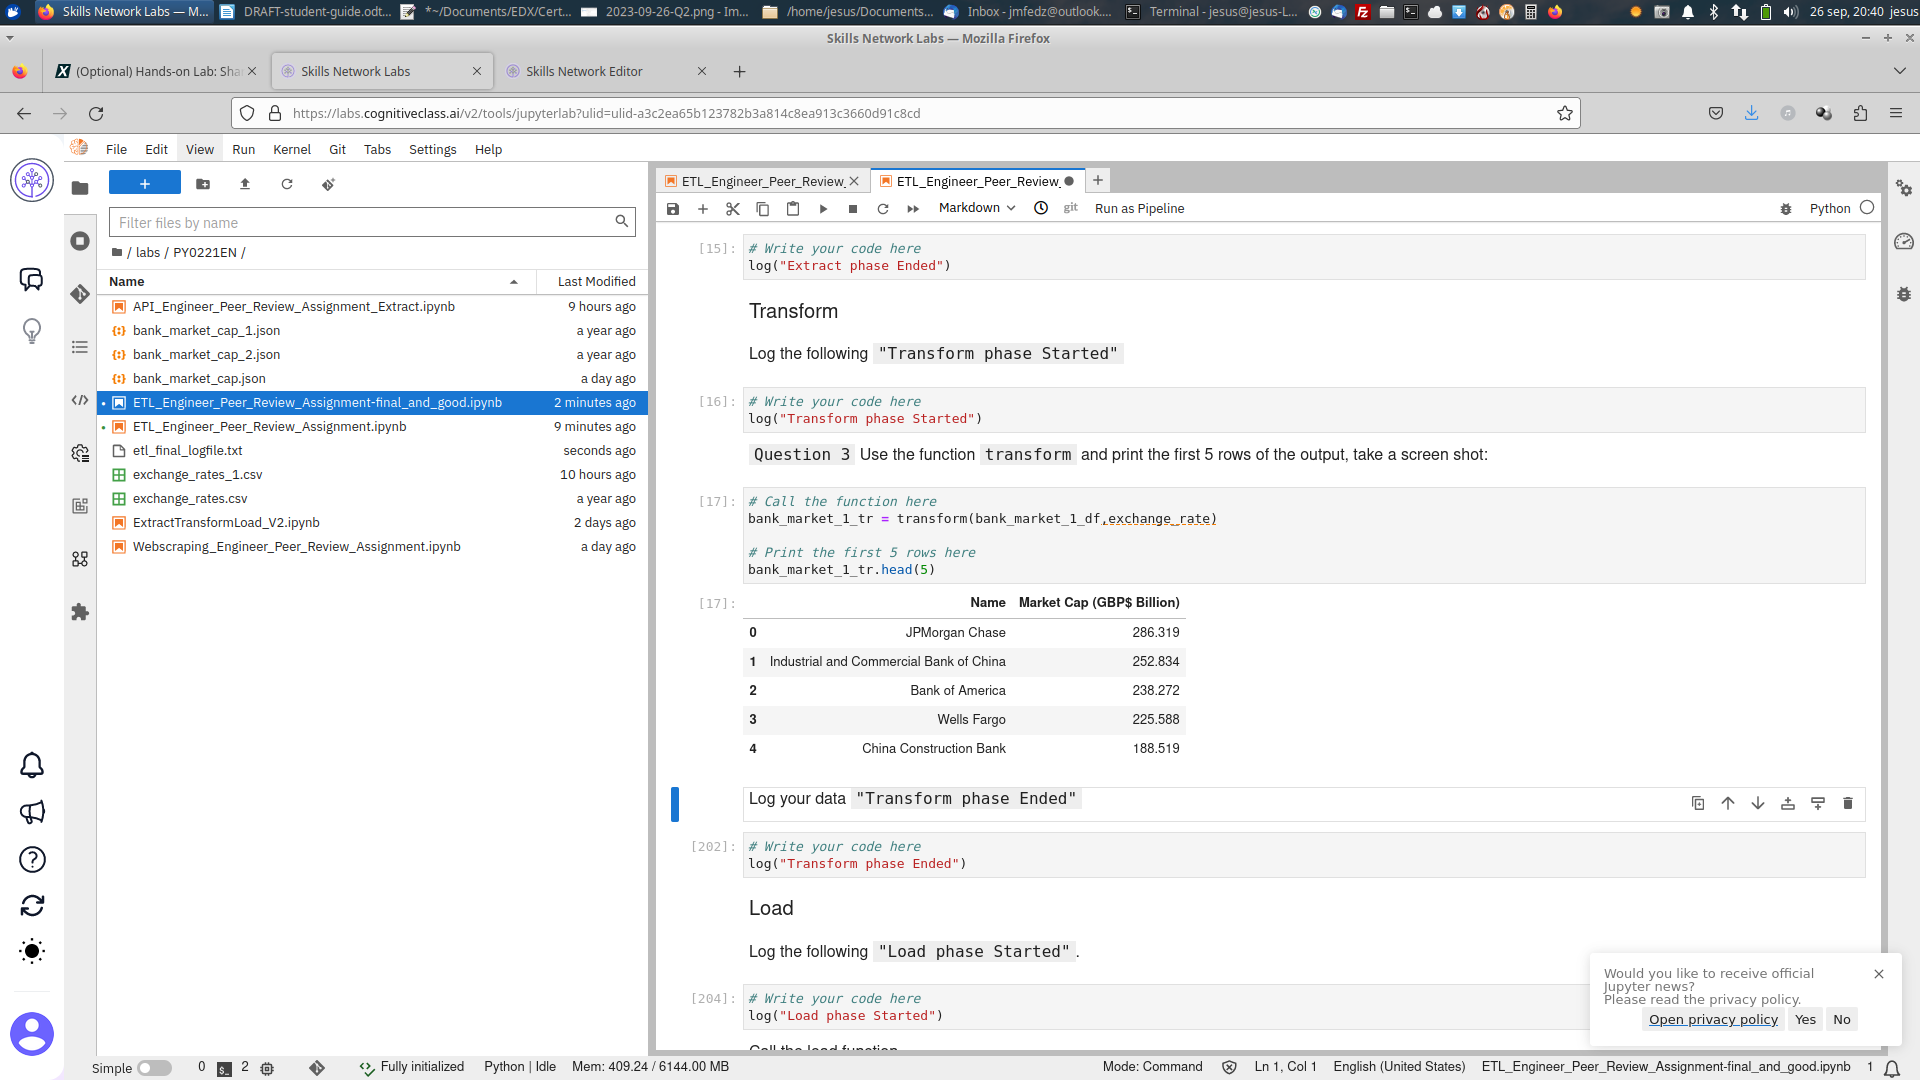 Skills Network Labs — M...
DRAFT-student-guide.odt...
*~/Documents/EDX/Cert...
2023-09-26-Q2.png - Im...
/home/jesus/Documents...
Inbox - jmfedz@outlook....
Terminal - jesus@jesus-L...
26 sep, 20:40 jesus
Skills Network Labs — Mozilla Firefox
(Optional) Hands-on Lab: Sha
Skills Network Labs
Skills Network Editor
https://labs.cognitiveclass.ai/v2/tools/jupyterlab?ulid=ulid-a3c2ea65b123782b3a814c8ea913c3660d91c8cd
File Edit View Run Kernel Git Tabs Settings Help
Filter files by name
/ labs / PY0221EN /
Name Last Modified
API_Engineer_Peer_Review_Assignment_Extract.ipynb 9 hours ago
bank_market_cap_1.json a year ago
bank_market_cap_2.json a year ago
bank_market_cap.json a day ago
ETL_Engineer_Peer_Review_Assignment-final_and_good.ipynb 2 minutes ago
ETL_Engineer_Peer_Review_Assignment.ipynb 9 minutes ago
etl_final_logfile.txt seconds ago
exchange_rates_1.csv 10 hours ago
exchange_rates.csv a year ago
ExtractTransformLoad_V2.ipynb 2 days ago
Webscraping_Engineer_Peer_Review_Assignment.ipynb a day ago
ETL_Engineer_Peer_Review_
ETL_Engineer_Peer_Review_
Markdown git Run as Pipeline Python
[15]: # Write your code here
log("Extract phase Ended")
Transform
Log the following "Transform phase Started"
[16]: # Write your code here
log("Transform phase Started")
Question 3 Use the function transform and print the first 5 rows of the output, take a screen shot:
[17]: # Call the function here
bank_market_1_tr = transform(bank_market_1_df,exchange_rate)
# Print the first 5 rows here
bank_market_1_tr.head(5)
[17]: Name Market Cap (GBP$ Billion)
0 JPMorgan Chase 286.319
1 Industrial and Commercial Bank of China 252.834
2 Bank of America 238.272
3 Wells Fargo 225.588
4 China Construction Bank 188.519
Log your data "Transform phase Ended"
[202]: # Write your code here
log("Transform phase Ended")
Load
Log the following "Load phase Started".
[204]: # Write your code here
log("Load phase Started")
Call the load function
Would you like to receive official
Jupyter news?
Please read the privacy policy.
Open privacy policy Yes No
Simple 0 2 Fully initialized Python | Idle Mem: 409.24 / 6144.00 MB Mode: Command Ln 1, Col 1 English (United States) ETL_Engineer_Peer_Review_Assignment-final_and_good.ipynb 1